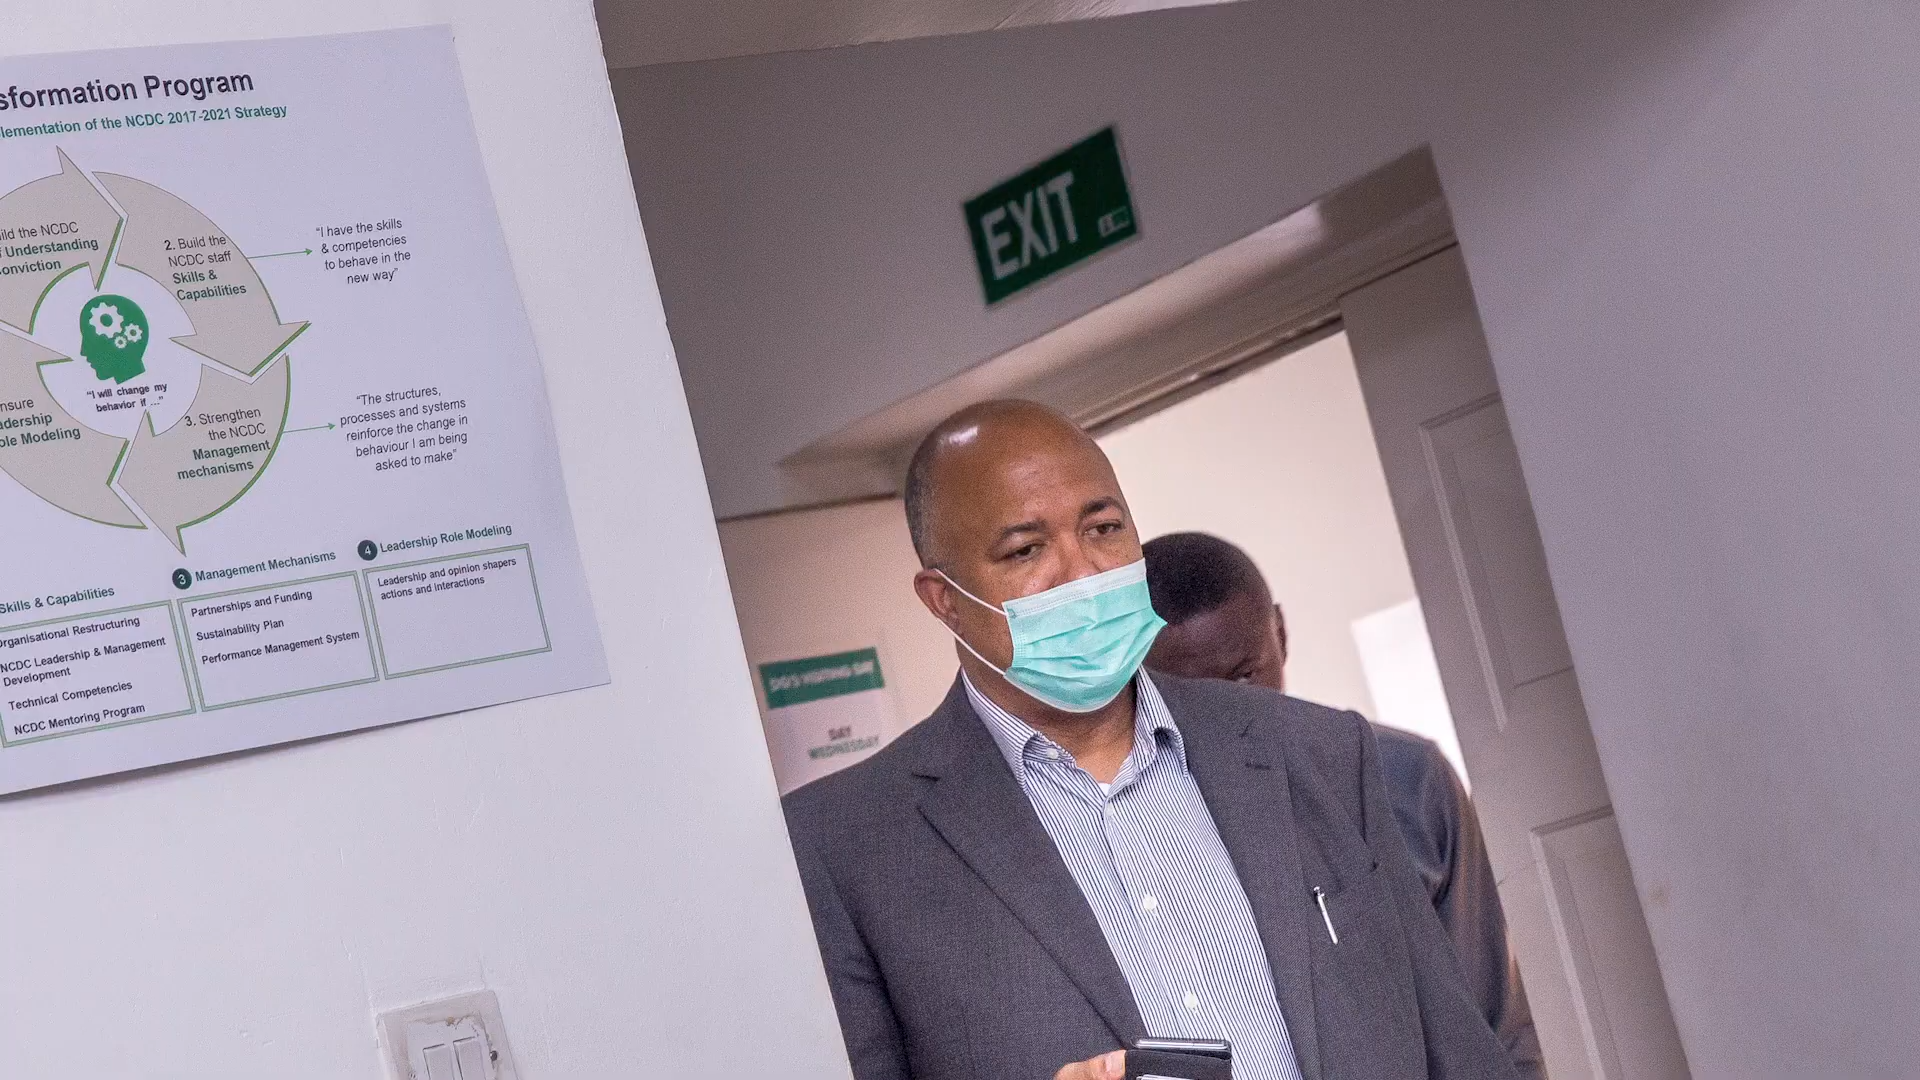 sformation Program
lementation of the NCDC 2017-2021 Strategy
ild the NCDC
f Understanding
onviction
2. Build the
NCDC staff
Skills &
Capabilities
"I have the skills
& competencies
to behave in the
new way"
"I will change my
behavior if ..."
nsure
adership
ole Modeling
3. Strengthen
the NCDC
Management
mechanisms
"The structures,
processes and systems
reinforce the change in
behaviour I am being
asked to make"
Skills & Capabilities
Organisational Restructuring
NCDC Leadership & Management
Development
Technical Competencies
NCDC Mentoring Program
3 Management Mechanisms
Partnerships and Funding
Sustainability Plan
Performance Management System
4 Leadership Role Modeling
Leadership and opinion shapers
actions and interactions
EXIT
VISITING DAY
DAY
WEDNESDAY